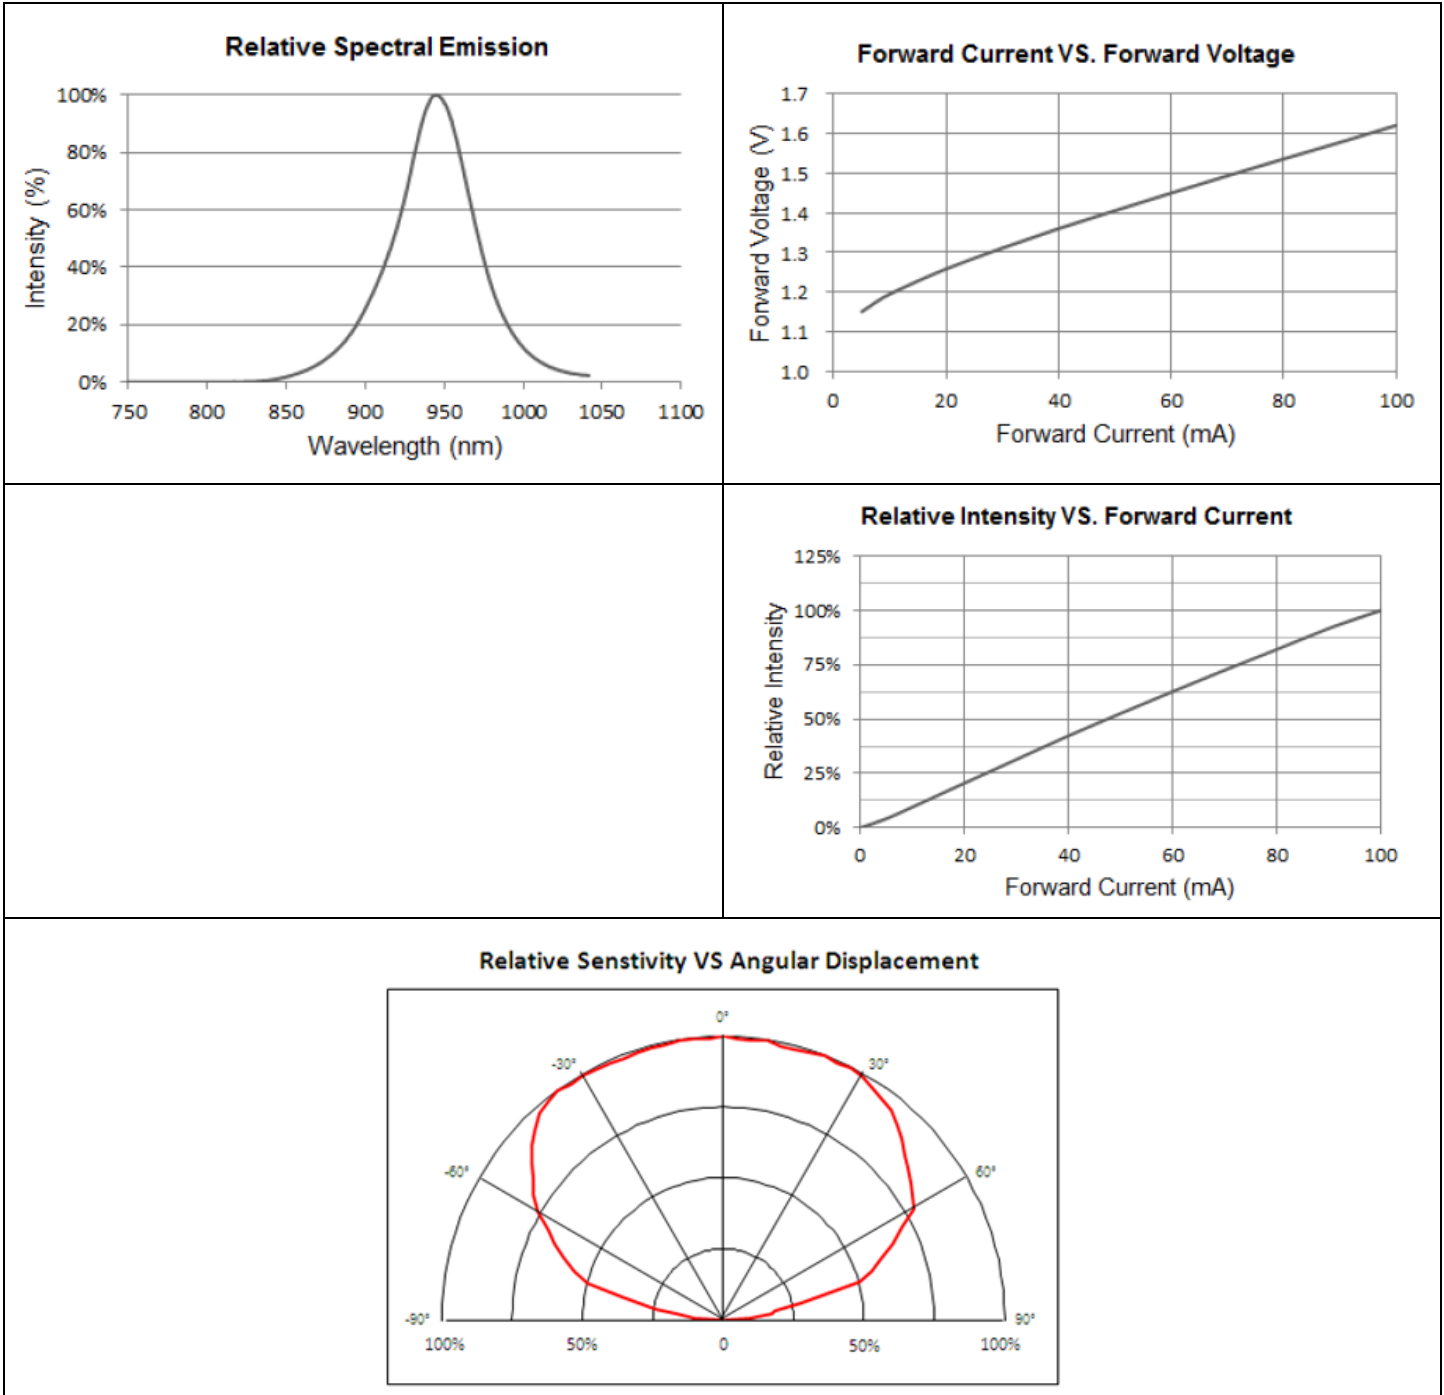 Relative Spectral Emission
100%
80%
60%
40%
20%
0%
Intensity (%)
750 800 850 900 950 1000 1050 1100
Wavelength (nm)
Forward Current VS. Forward Voltage
1.7
1.6
1.5
1.4
1.3
1.2
1.1
1.0
Forward Voltage (V)
0 20 40 60 80 100
Forward Current (mA)
Relative Intensity VS. Forward Current
125%
100%
75%
50%
25%
0%
Relative Intensity
0 20 40 60 80 100
Forward Current (mA)
Relative Senstivity VS Angular Displacement
0°
-30° 30°
-60° 60°
-90° 90°
100% 50% 0 50% 100%